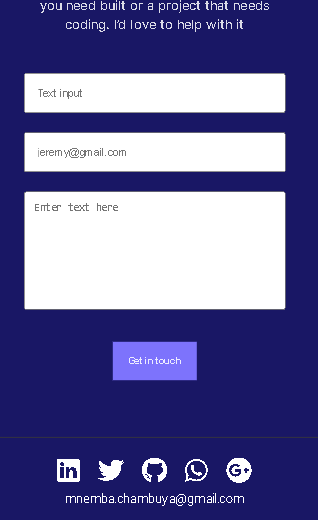 you need built or a project that needs
coding. I'd love to help with it
Text input
jeremy@gmail.com
Enter text here
Get in touch
in
G+
mnemba.chambuya@gmail.com